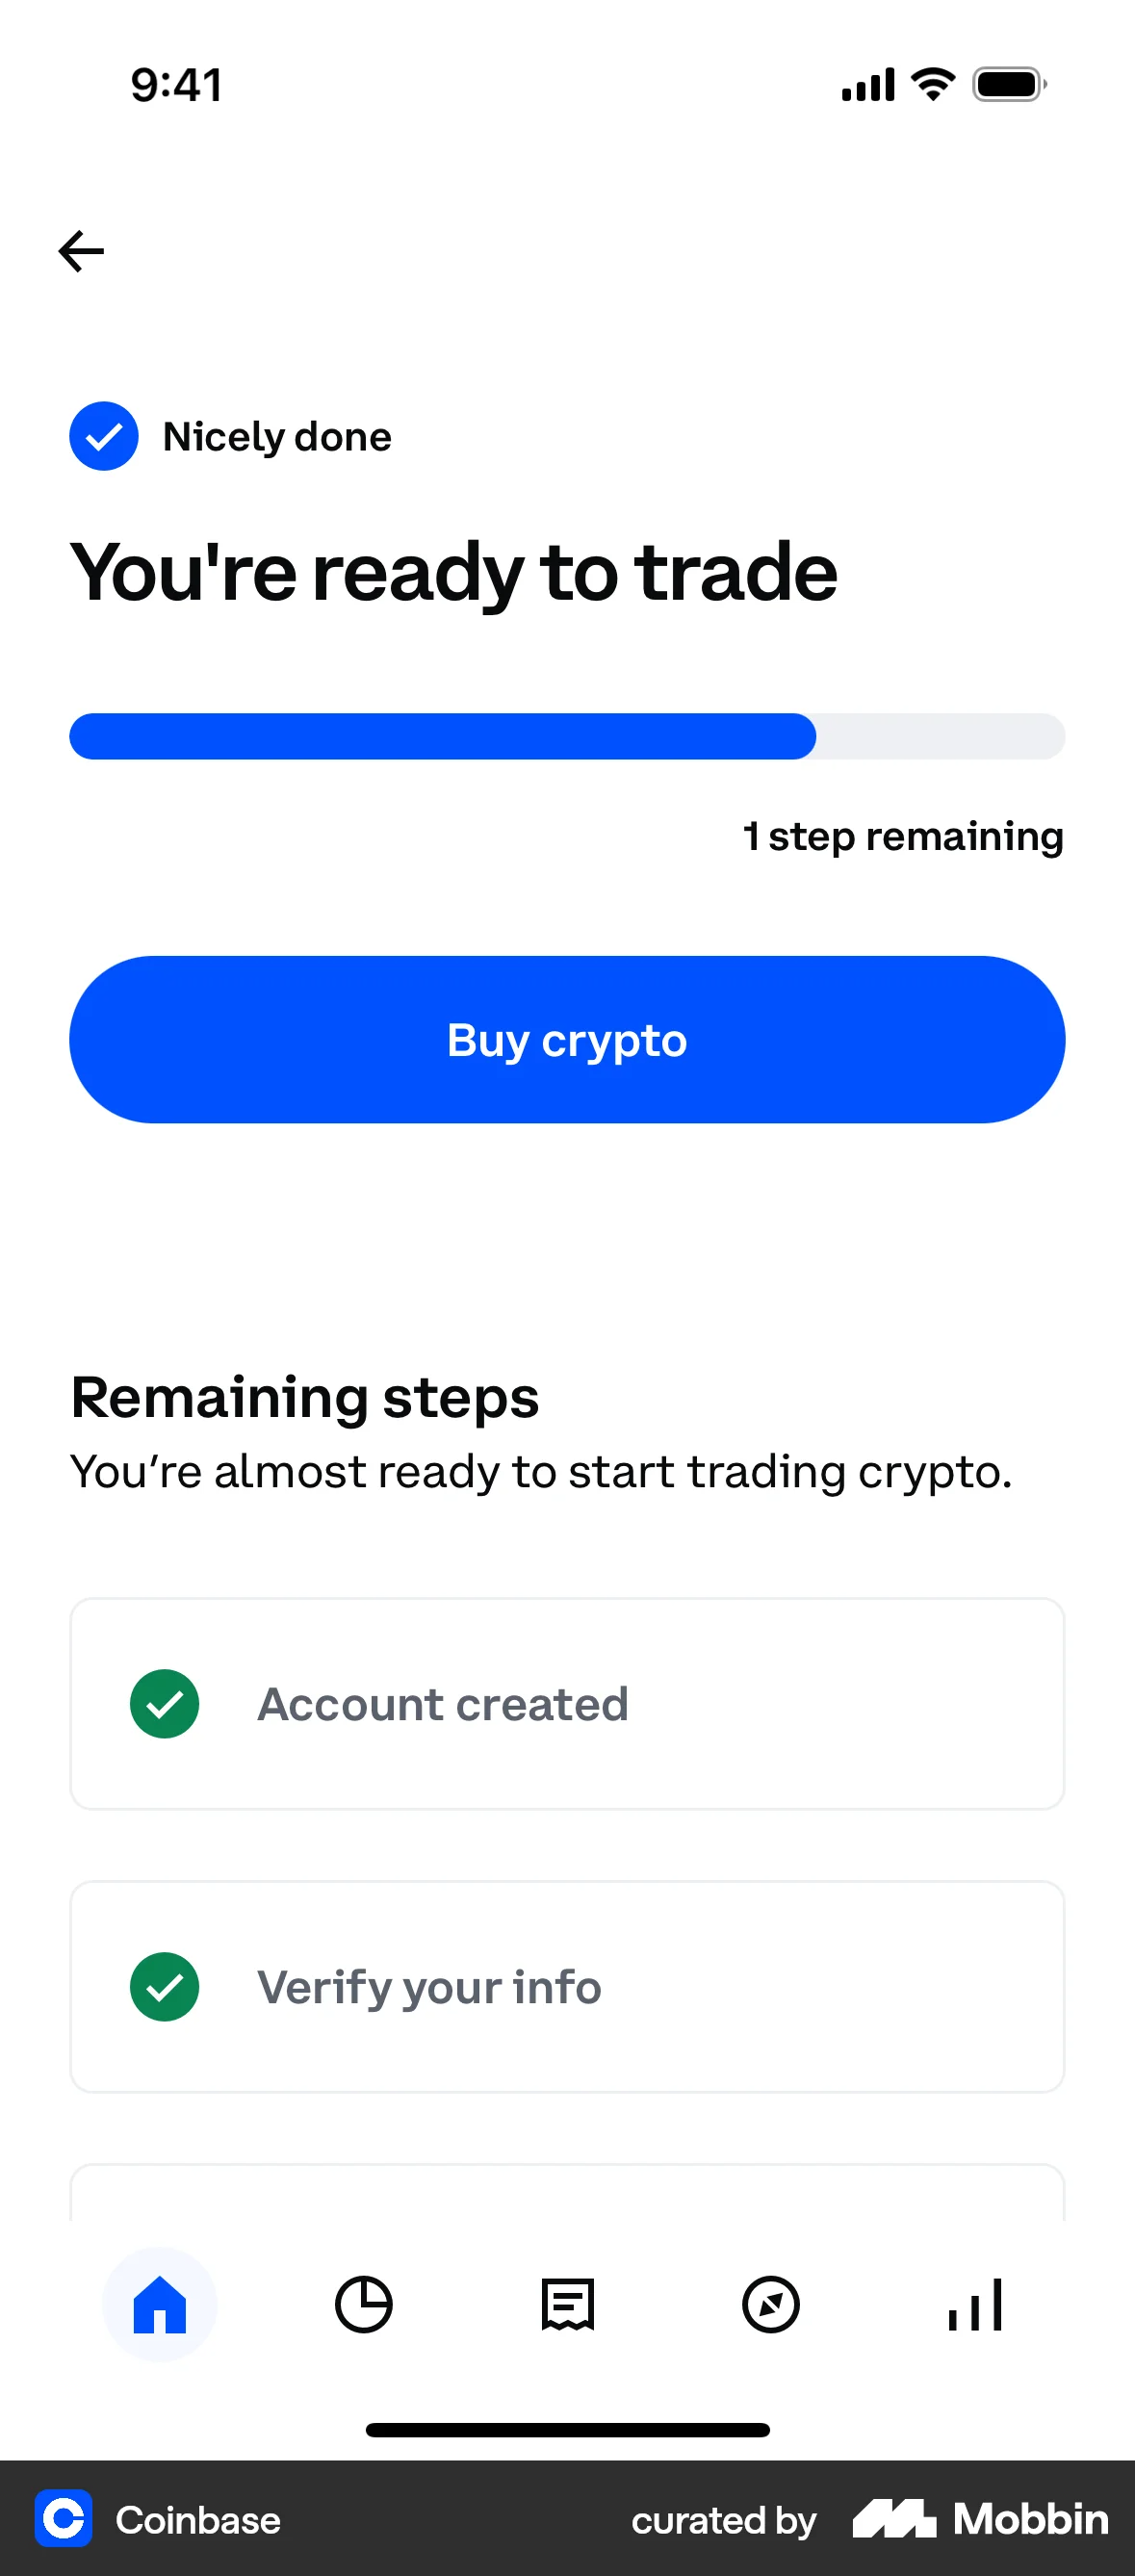 9:41
Nicely done
You're ready to trade
1 step remaining
Buy crypto
Remaining steps
You’re almost ready to start trading crypto.
Account created
Verify your info
Coinbase
curated by Mobbin